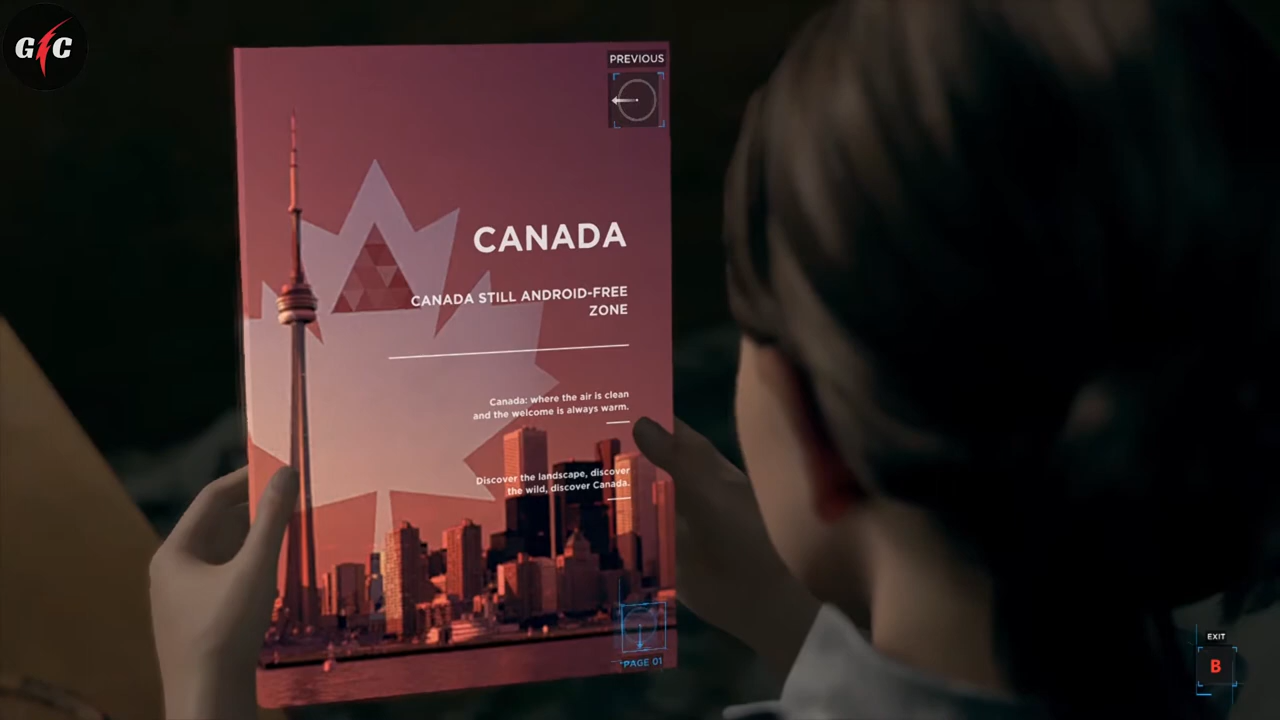 GFC
PREVIOUS
CANADA
CANADA STILL ANDROID-FREE
ZONE
Canada: where the air is clean
and the welcome is always warm.
Discover the landscape, discover
the wild, discover Canada.
PAGE 01
EXIT
B